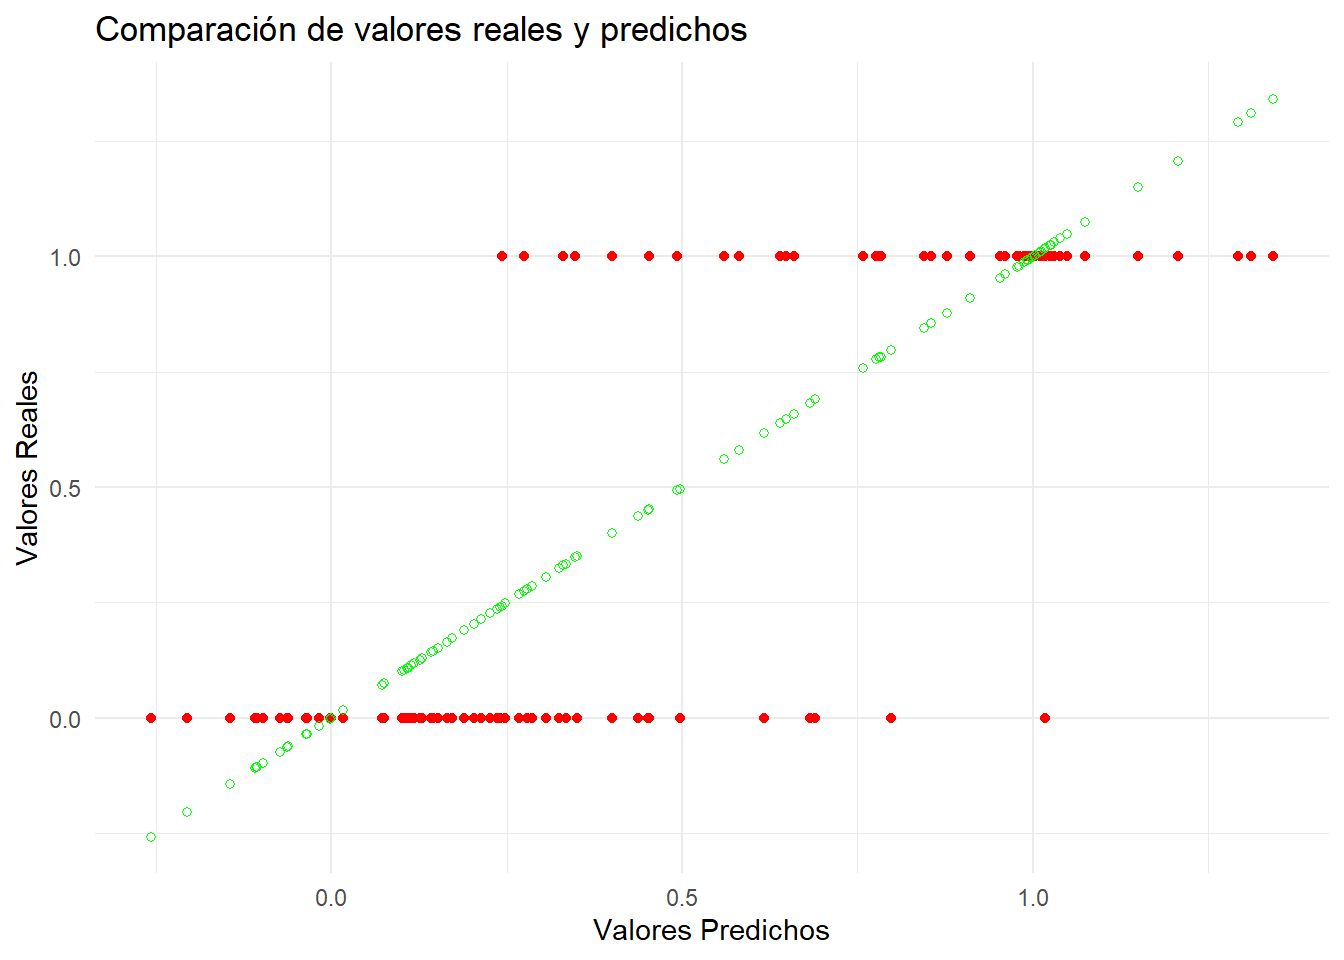 Comparación de valores reales y predichos
Valores Reales
1.0
0.5
0.0
0.0 0.5 1.0
Valores Predichos